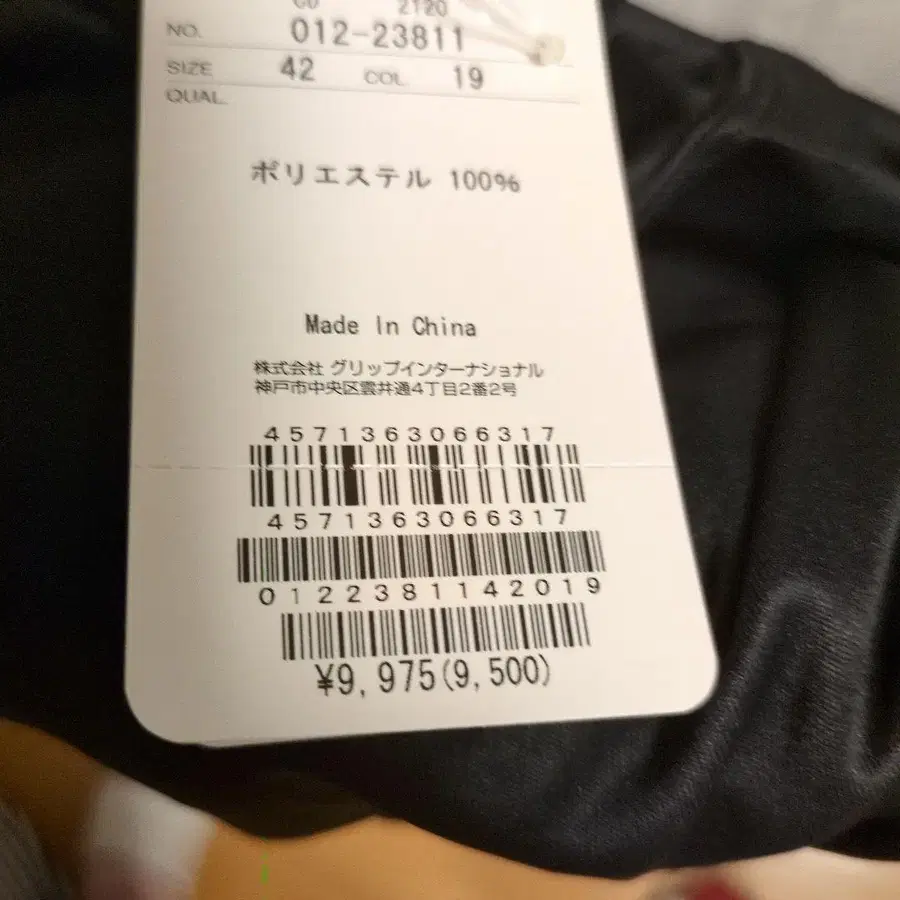 CD 2120
NO. 012-23811
SIZE 42 COL. 19
QUAL.
ポリエステル 100%
Made In China
株式会社 グリップインターナショナル
神戸市中央区雲井通4丁目2番2号
4571363066317
4571363066317
0122381142019
¥9,975(9,500)